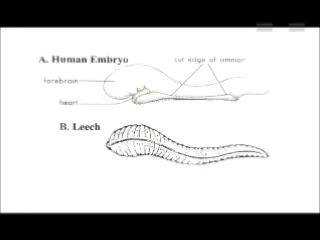 A. Human Embryo
cut edge of amnion
forebrain
heart
B. Leech